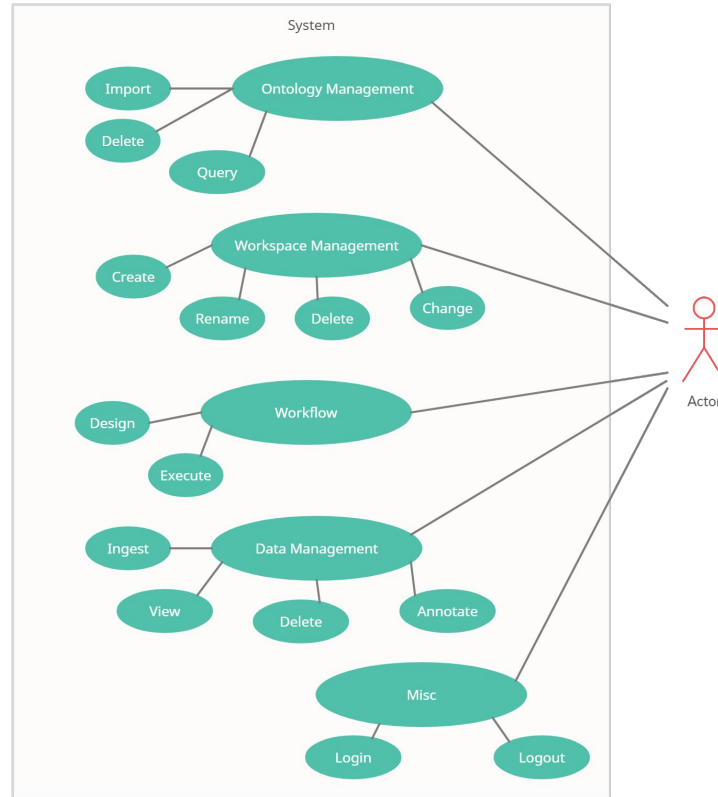 System
Import
Ontology Management
Delete
Query
Workspace Management
Create
Rename
Delete
Change
Actor
Workflow
Design
Execute
Ingest
Data Management
View
Delete
Annotate
Misc
Login
Logout